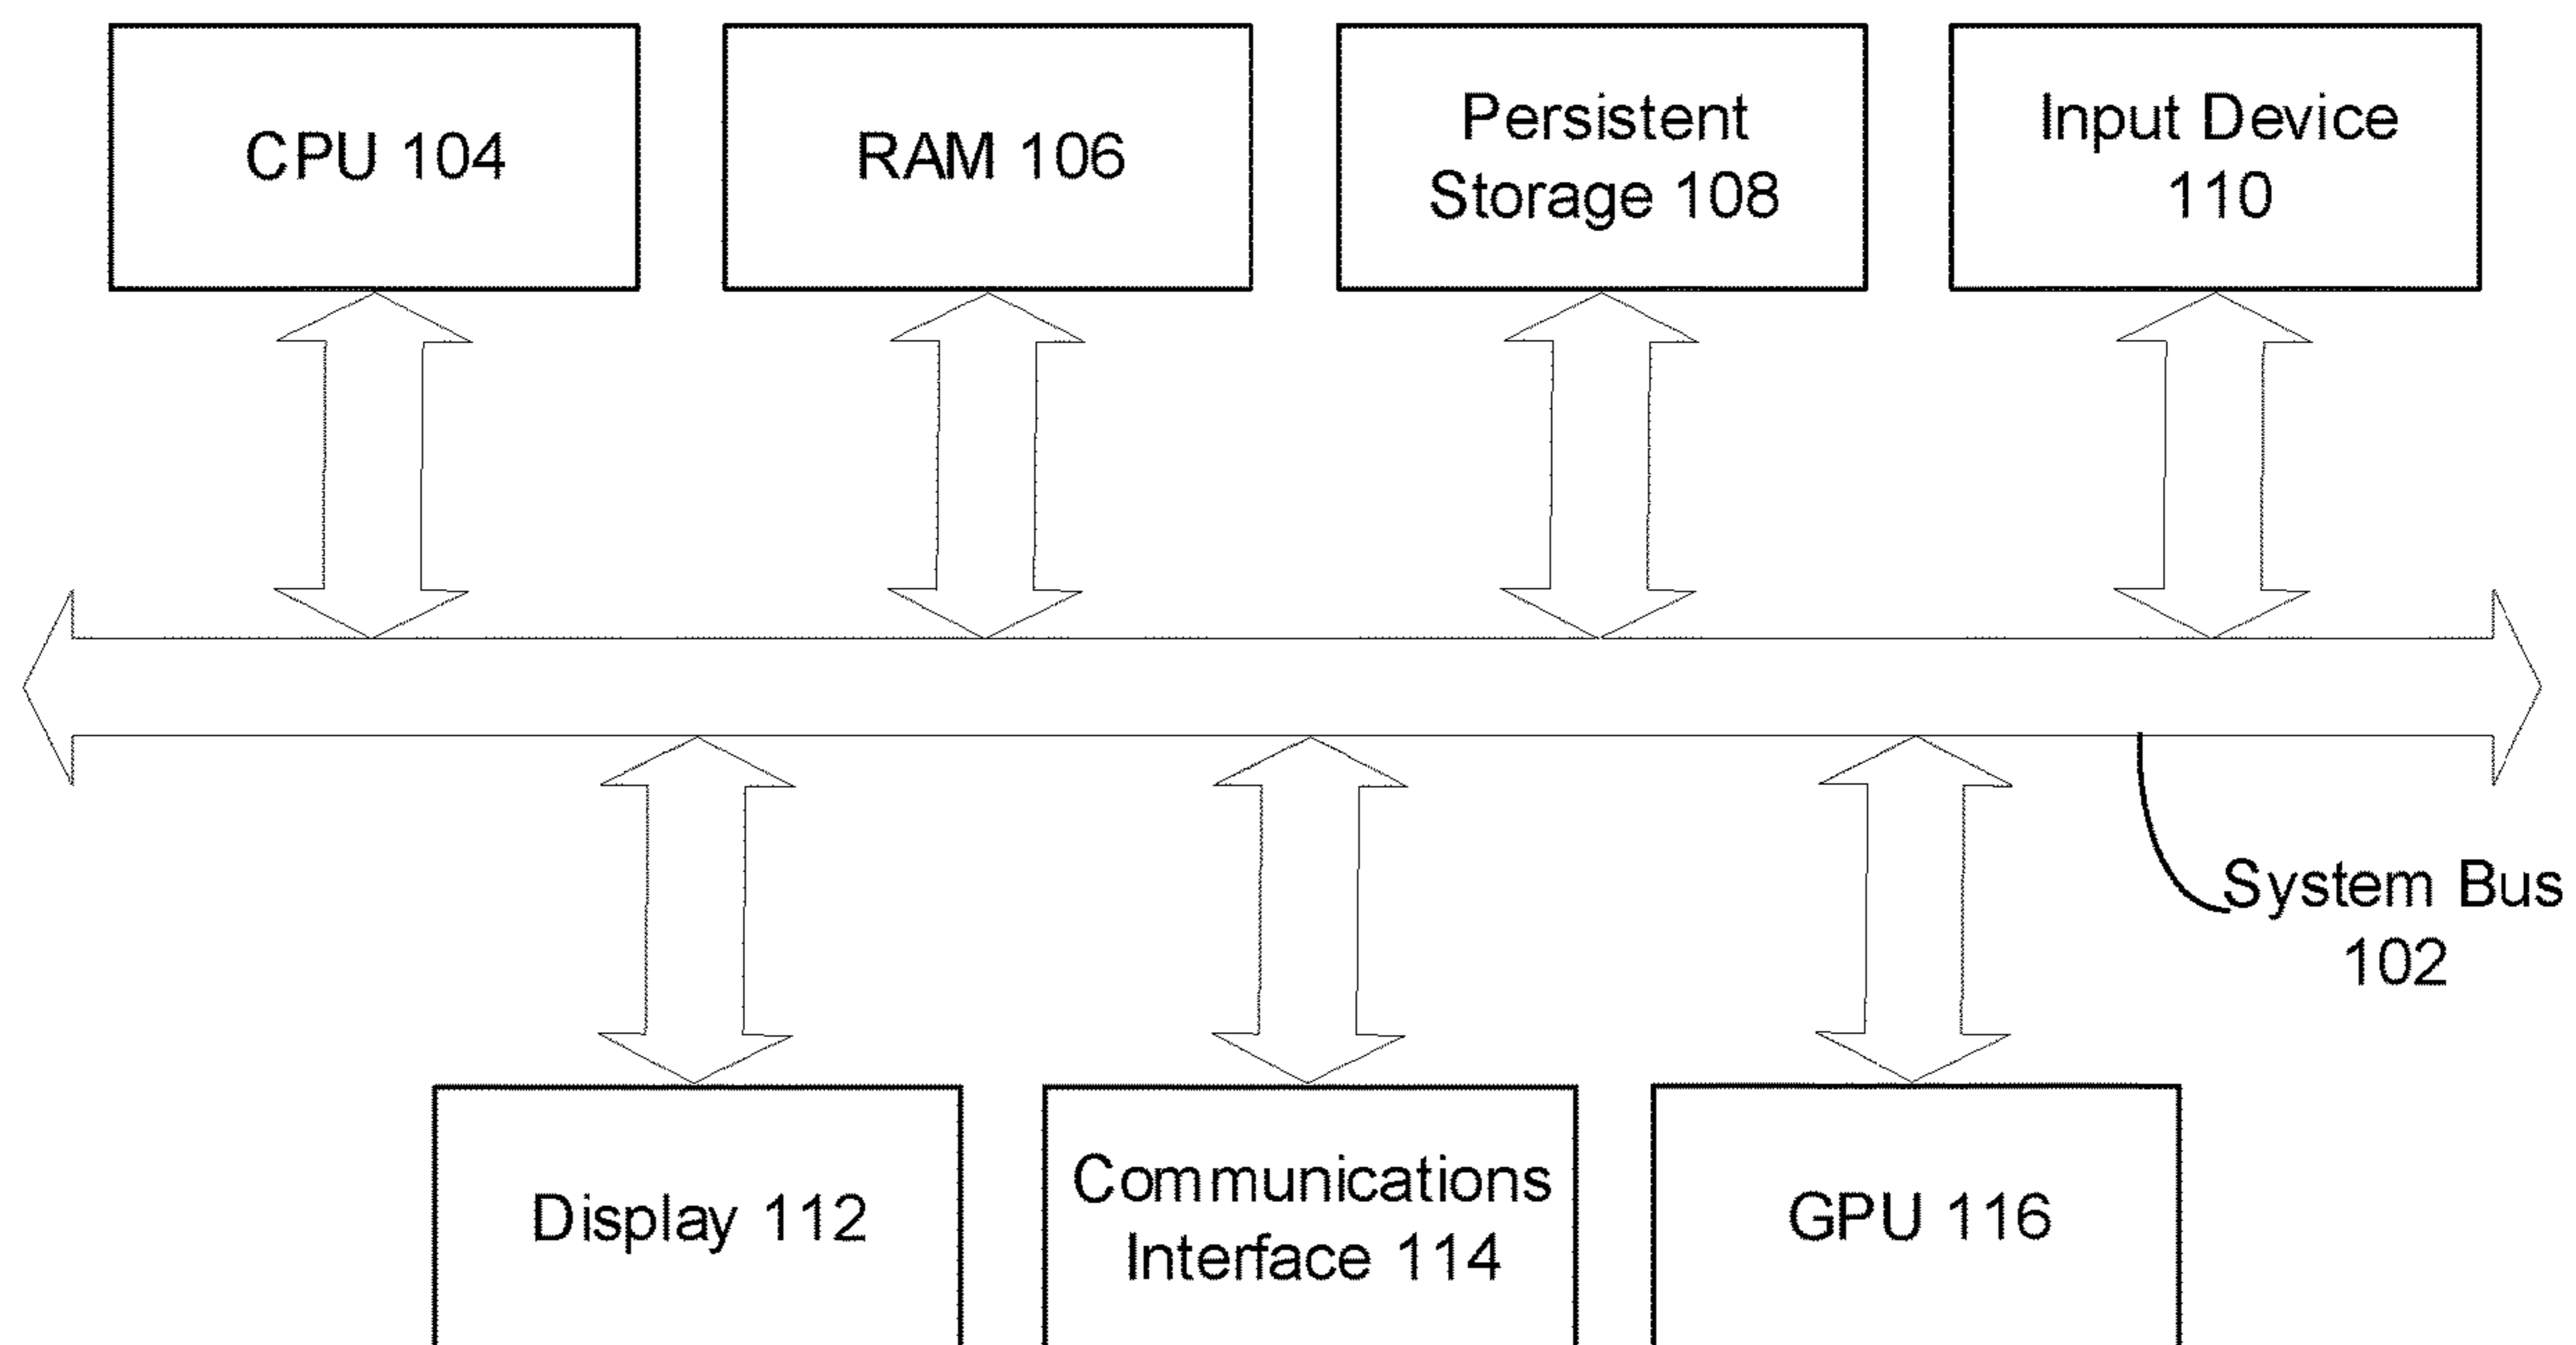 CPU 104
RAM 106
Persistent
Storage 108
Input Device
110
System Bus
102
Display 112
Communications
Interface 114
GPU 116